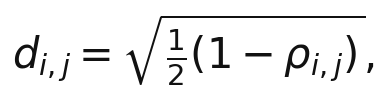 $d_{i,j} = \sqrt{\frac{1}{2}(1 - \rho_{i,j})},$